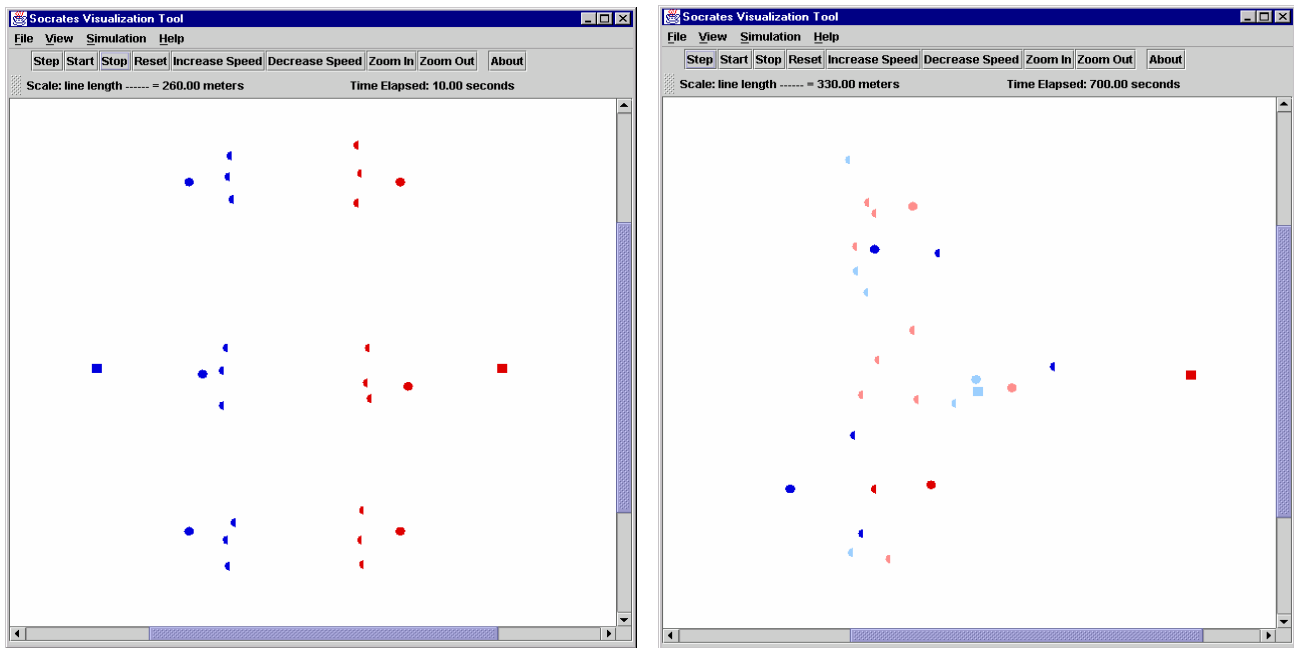 Socrates Visualization Tool
File View Simulation Help
Step Start Stop Reset Increase Speed Decrease Speed Zoom In Zoom Out About
Scale: line length ------ = 260.00 meters Time Elapsed: 10.00 seconds
Socrates Visualization Tool
File View Simulation Help
Step Start Stop Reset Increase Speed Decrease Speed Zoom In Zoom Out About
Scale: line length ------ = 330.00 meters Time Elapsed: 700.00 seconds